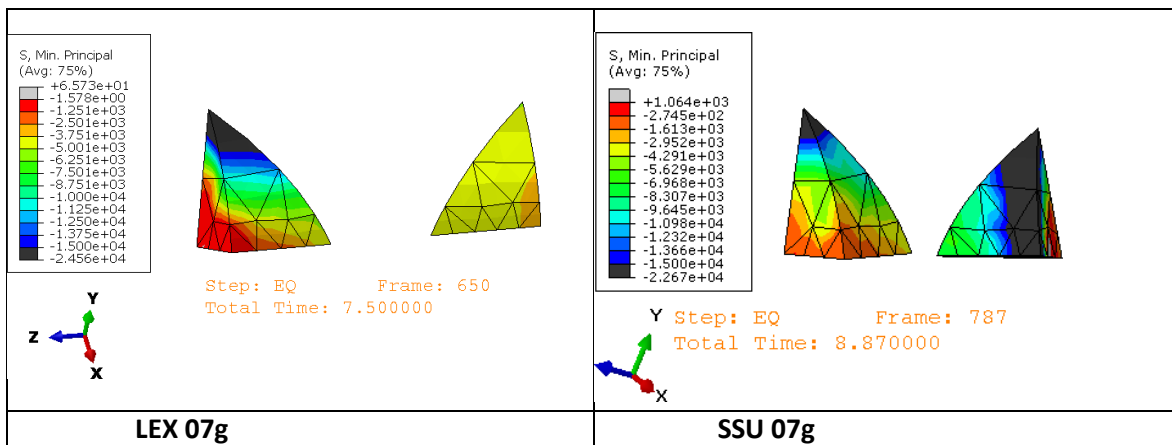 S, Min. Principal
(Avg: 75%)
+6.573e+01
-1.578e+00
-1.251e+03
-2.501e+03
-3.751e+03
-5.001e+03
-6.251e+03
-7.501e+03
-8.751e+03
-1.000e+04
-1.125e+04
-1.250e+04
-1.375e+04
-1.500e+04
-2.456e+04
Step: EQ Frame: 650
Total Time: 7.500000
Y
Z
X
LEX 07g
S, Min. Principal
(Avg: 75%)
+1.064e+03
-2.745e+02
-1.613e+03
-2.952e+03
-4.291e+03
-5.629e+03
-6.968e+03
-8.307e+03
-9.645e+03
-1.098e+04
-1.232e+04
-1.366e+04
-1.500e+04
-2.267e+04
Y
Step: EQ Frame: 787
Total Time: 8.870000
X
SSU 07g